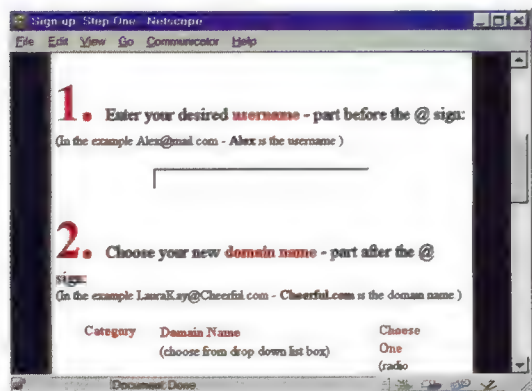 Sign up Step One Netscape
File Edit View Go Communicator Help
1. Enter your desired username - part before the @ sign:
(In the example Alex@mail com - Alex is the username )
2. Choose your new domain name - part after the @
sign:
(In the example LauraKay@Cheerful.com - Cheerful.com is the domain name )
Category Domain Name Choose
(choose from drop down list box) One
(radio
Document Done